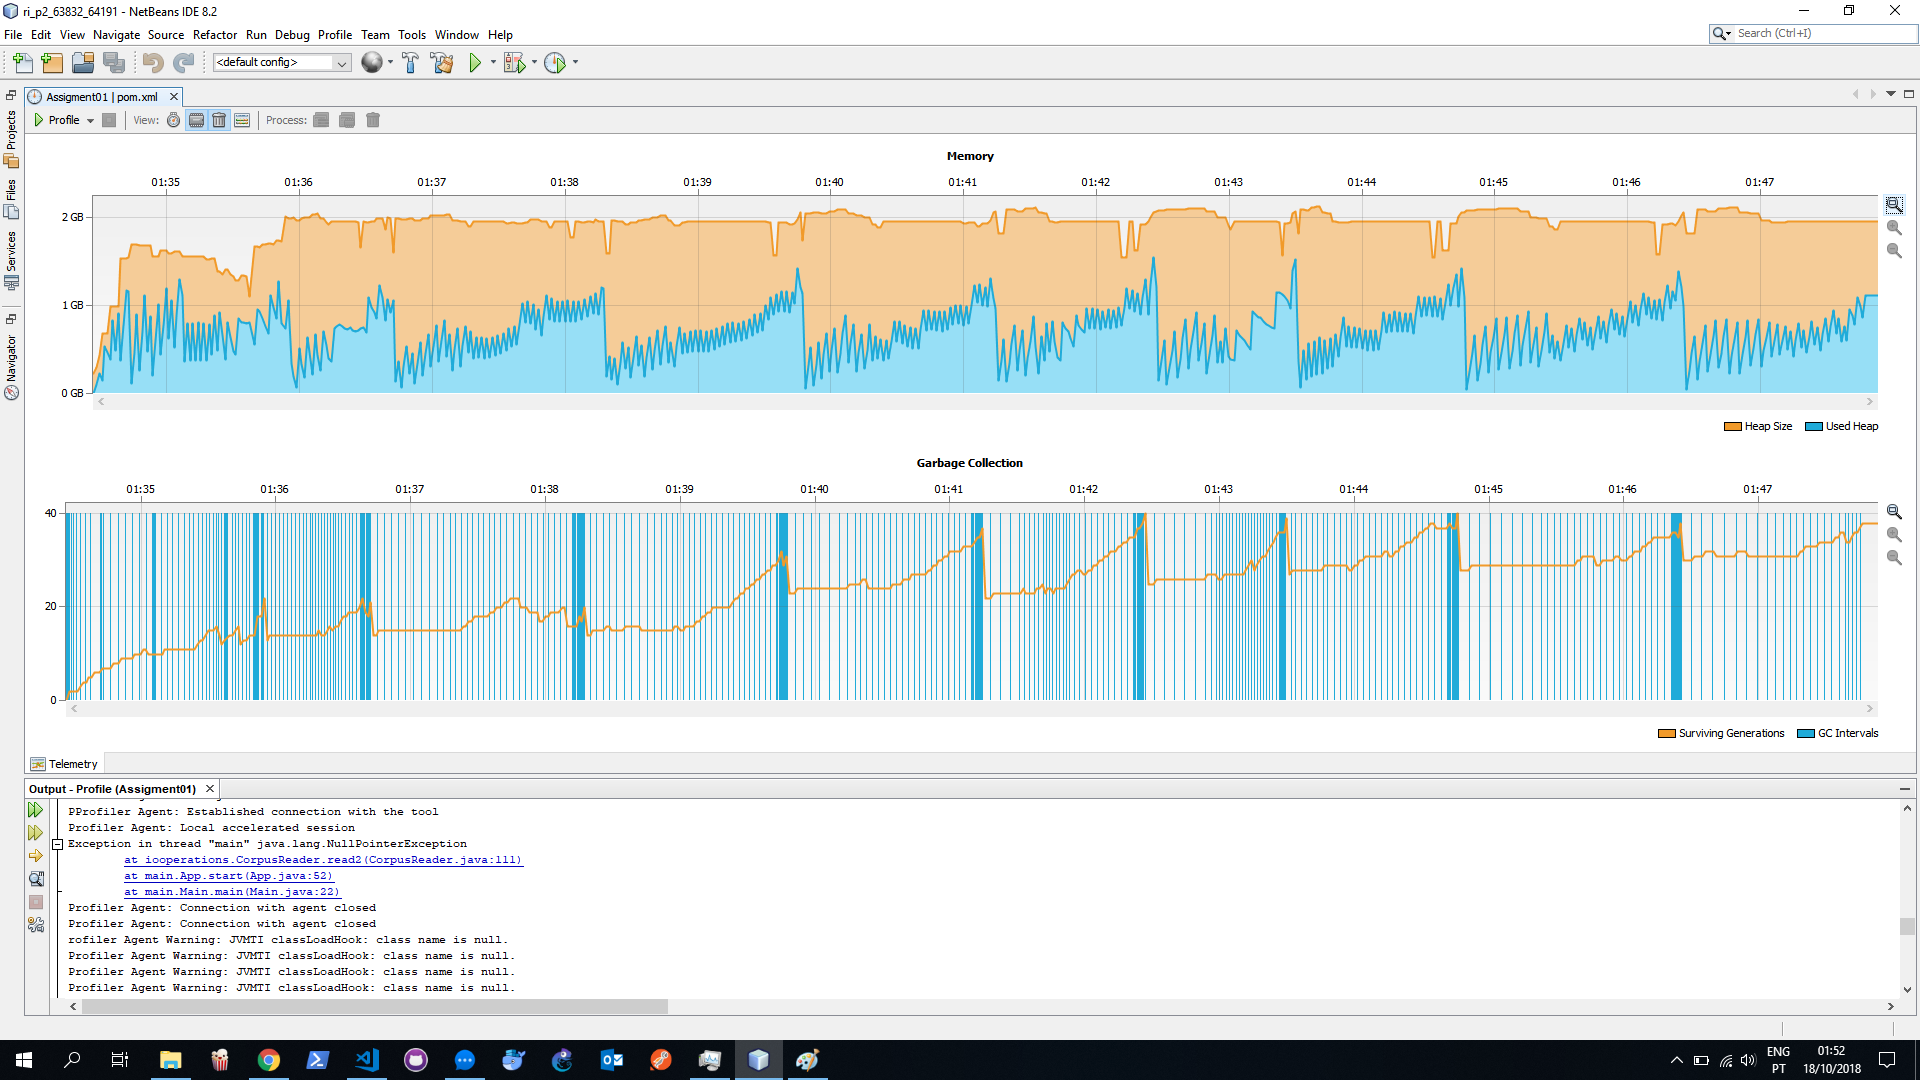 ri_p2_63832_64191 - NetBeans IDE 8.2
File Edit View Navigate Source Refactor Run Debug Profile Team Tools Window Help
Search (Ctrl+I)
<default config>
Assigment01 | pom.xml
Profile View: Process:
Projects
Files
Services
Navigator
Memory
01:35 01:36 01:37 01:38 01:39 01:40 01:41 01:42 01:43 01:44 01:45 01:46 01:47
2 GB
1 GB
0 GB
Heap Size Used Heap
Garbage Collection
01:35 01:36 01:37 01:38 01:39 01:40 01:41 01:42 01:43 01:44 01:45 01:46 01:47
40
20
0
Surviving Generations GC Intervals
Telemetry
Output - Profile (Assigment01)
PProfiler Agent: Established connection with the tool
Profiler Agent: Local accelerated session
Exception in thread "main" java.lang.NullPointerException
at iooperations.CorpusReader.read2(CorpusReader.java:111)
at main.App.start(App.java:52)
at main.Main.main(Main.java:22)
Profiler Agent: Connection with agent closed
Profiler Agent: Connection with agent closed
rofiler Agent Warning: JVMTI classLoadHook: class name is null.
Profiler Agent Warning: JVMTI classLoadHook: class name is null.
Profiler Agent Warning: JVMTI classLoadHook: class name is null.
Profiler Agent Warning: JVMTI classLoadHook: class name is null.
ENG
PT
01:52
18/10/2018